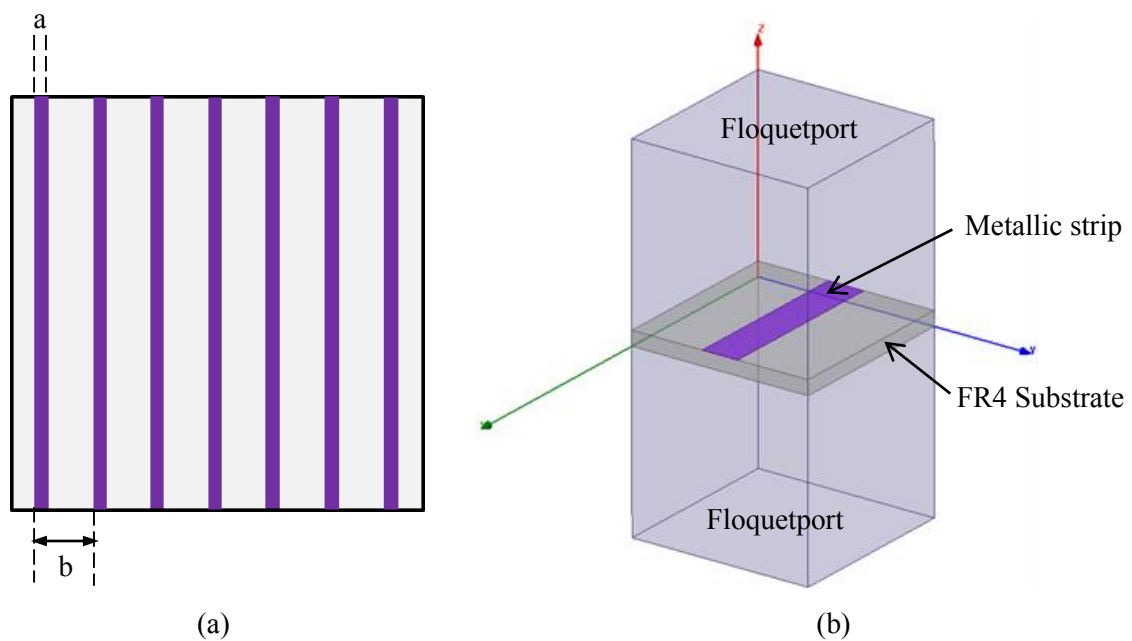 a
b
(a)
Z
Floquetport
Metallic strip
Y
FR4 Substrate
Floquetport
(b)